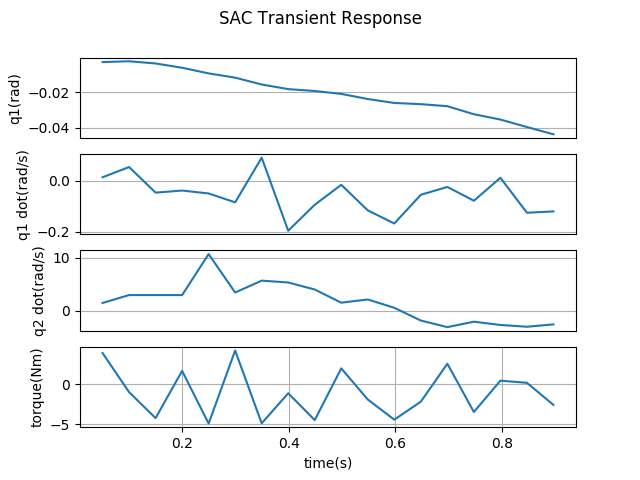 SAC Transient Response
q1(rad)
−0.02
−0.04
q1 dot(rad/s)
0.0
−0.2
q2 dot(rad/s)
10
0
torque(Nm)
0
−5
0.2 0.4 0.6 0.8
time(s)